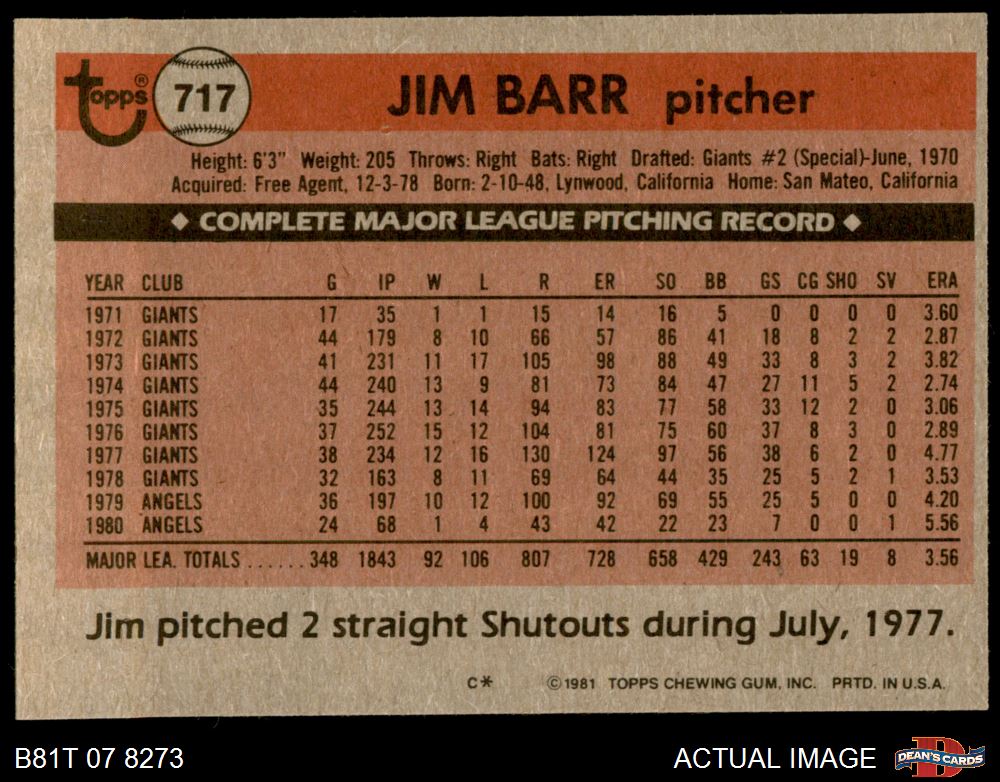 topps® 717 JIM BARR pitcher
Height: 6'3" Weight: 205 Throws: Right Bats: Right Drafted: Giants #2 (Special)-June, 1970
Acquired: Free Agent, 12-3-78 Born: 2-10-48, Lynwood, California Home: San Mateo, California
◆ COMPLETE MAJOR LEAGUE PITCHING RECORD ◆
YEAR CLUB G IP W L R ER SO BB GS CG SHO SV ERA
1971 GIANTS 17 35 1 1 15 14 16 5 0 0 0 0 3.60
1972 GIANTS 44 179 8 10 66 57 86 41 18 8 2 2 2.87
1973 GIANTS 41 231 11 17 105 98 88 49 33 8 3 2 3.82
1974 GIANTS 44 240 13 9 81 73 84 47 27 11 5 2 2.74
1975 GIANTS 35 244 13 14 94 83 77 58 33 12 2 0 3.06
1976 GIANTS 37 252 15 12 104 81 75 60 37 8 3 0 2.89
1977 GIANTS 38 234 12 16 130 124 97 56 38 6 2 0 4.77
1978 GIANTS 32 163 8 11 69 64 44 35 25 5 2 1 3.53
1979 ANGELS 36 197 10 12 100 92 69 55 25 5 0 0 4.20
1980 ANGELS 24 68 1 4 43 42 22 23 7 0 0 1 5.56
MAJOR LEA. TOTALS ...... 348 1843 92 106 807 728 658 429 243 63 19 8 3.56
Jim pitched 2 straight Shutouts during July, 1977.
C* ©1981 TOPPS CHEWING GUM, INC. PRTD. IN U.S.A.
B81T 07 8273 ACTUAL IMAGE D DEAN'S CARDS